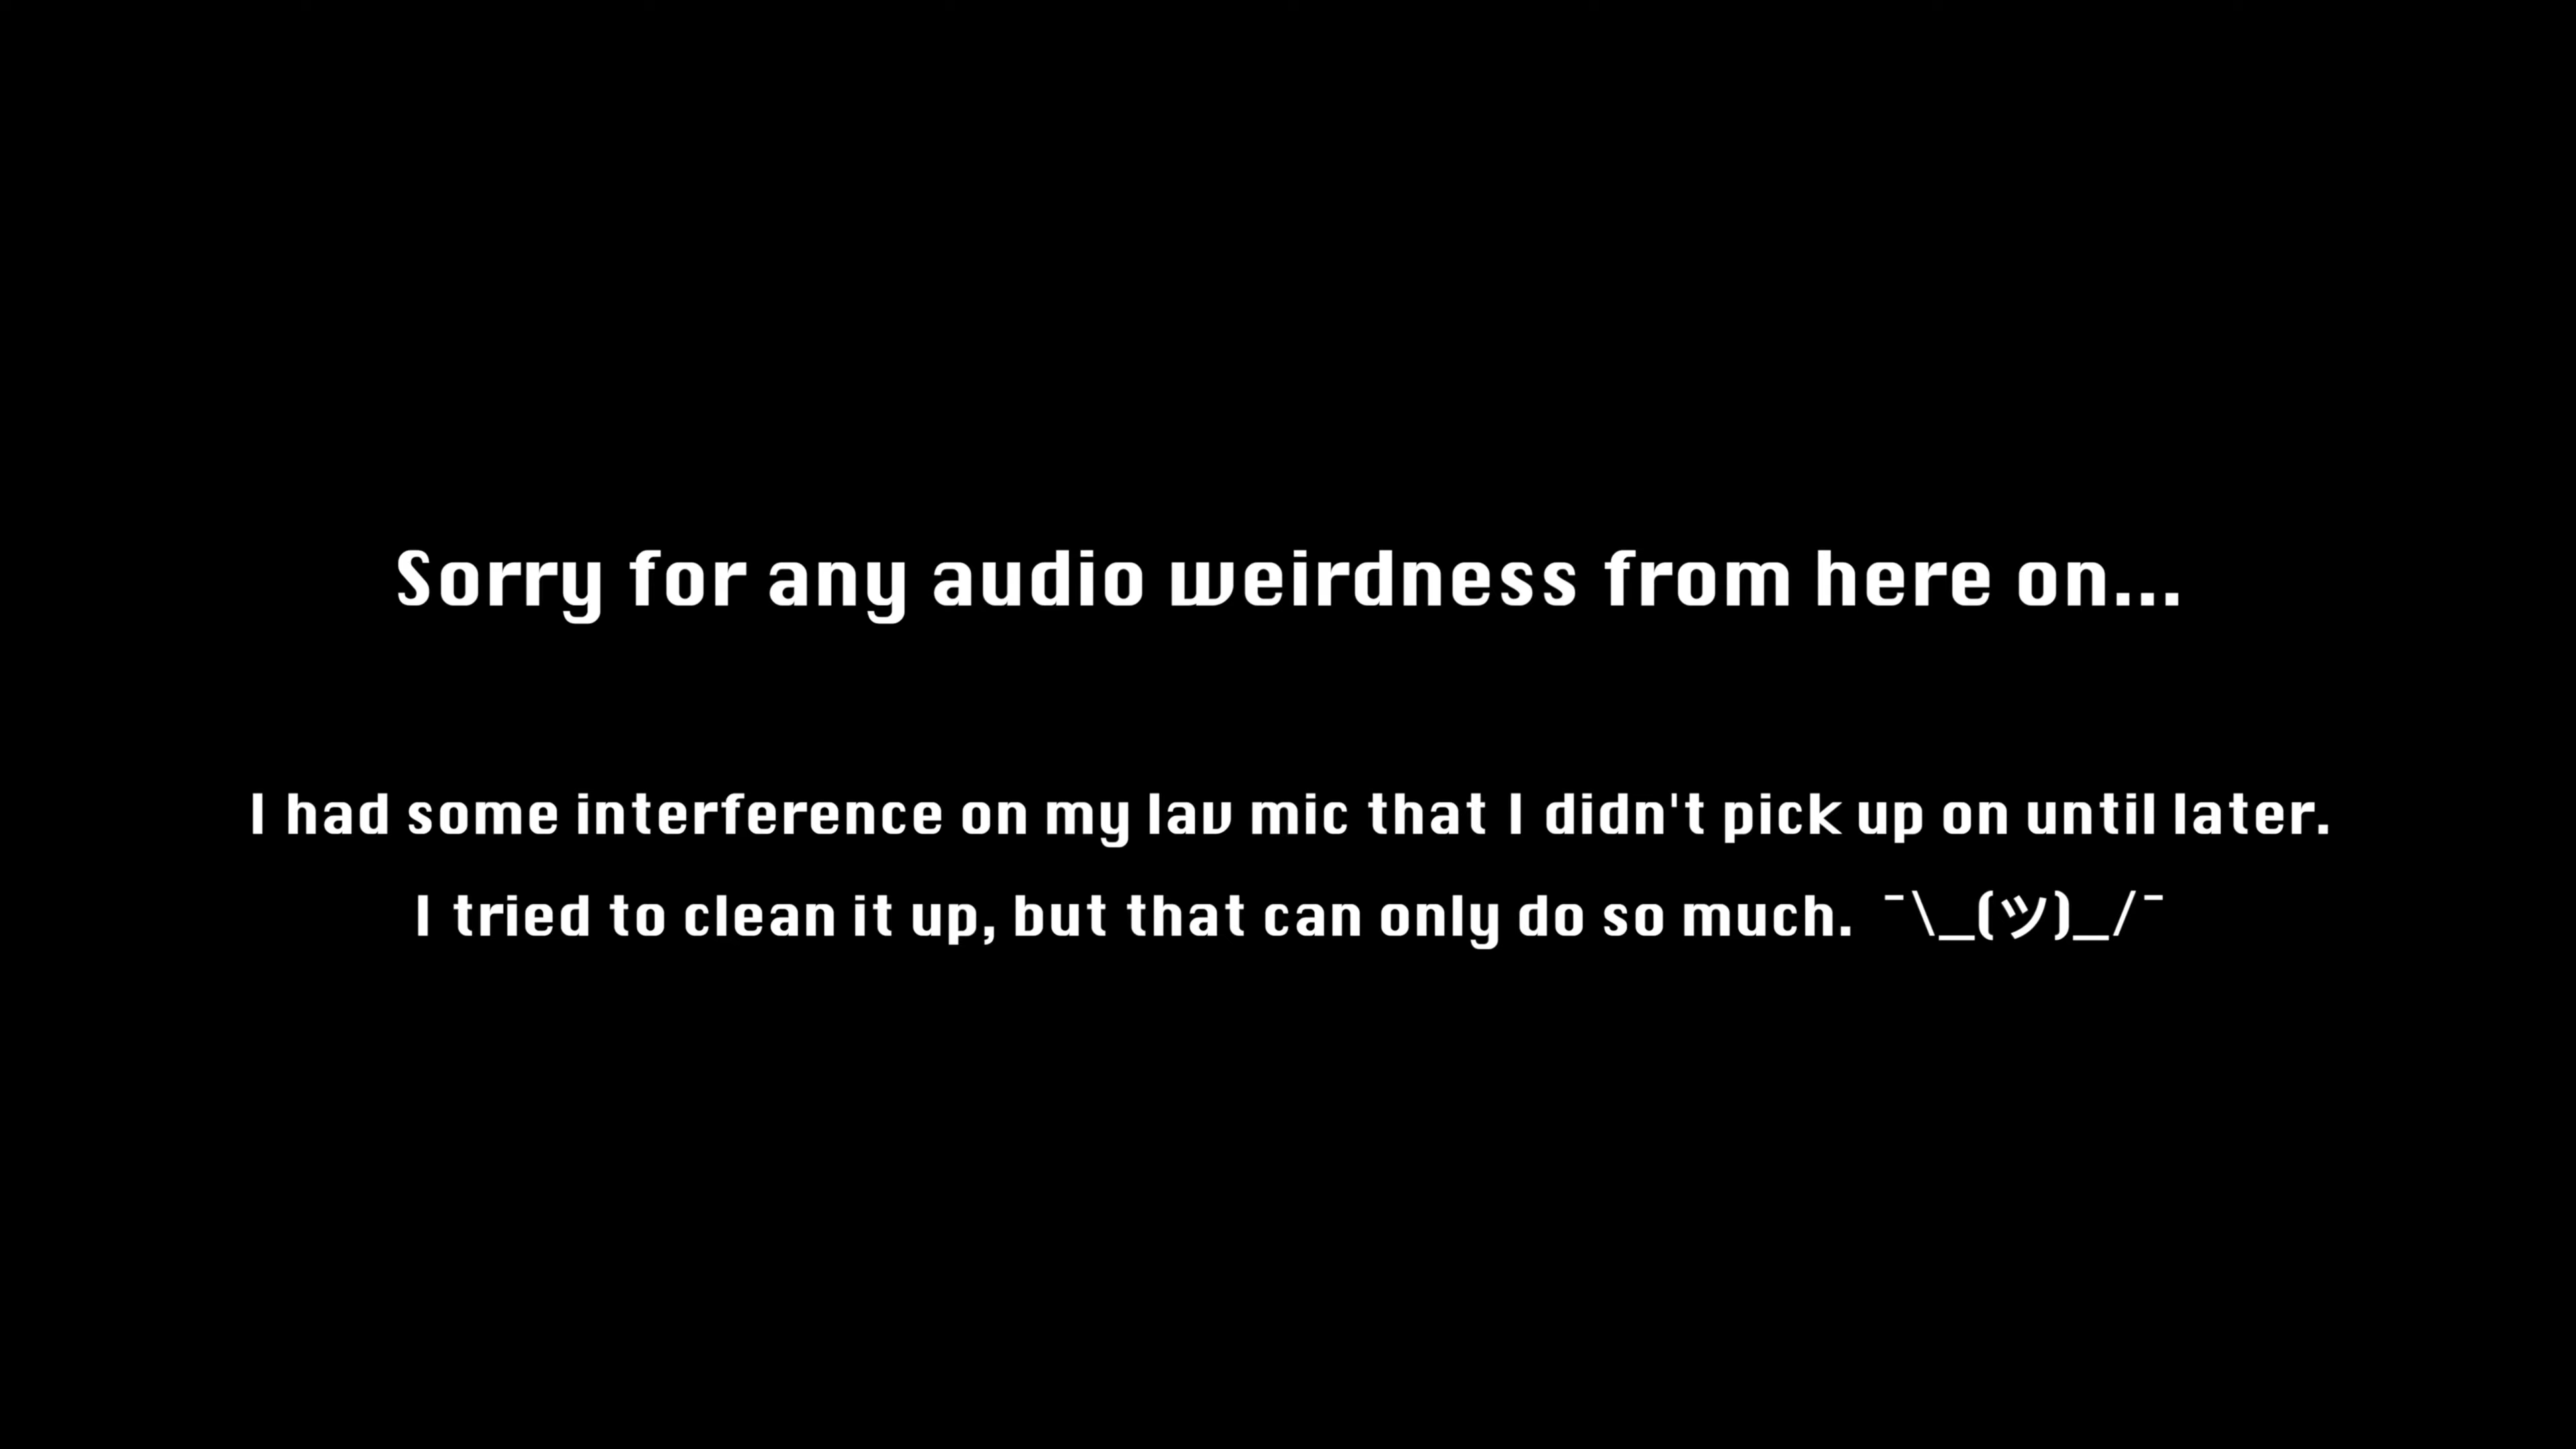 Sorry for any audio weirdness from here on...
I had some interference on my lav mic that I didn't pick up on until later.
I tried to clean it up, but that can only do so much. ¯\_(ツ)_/¯